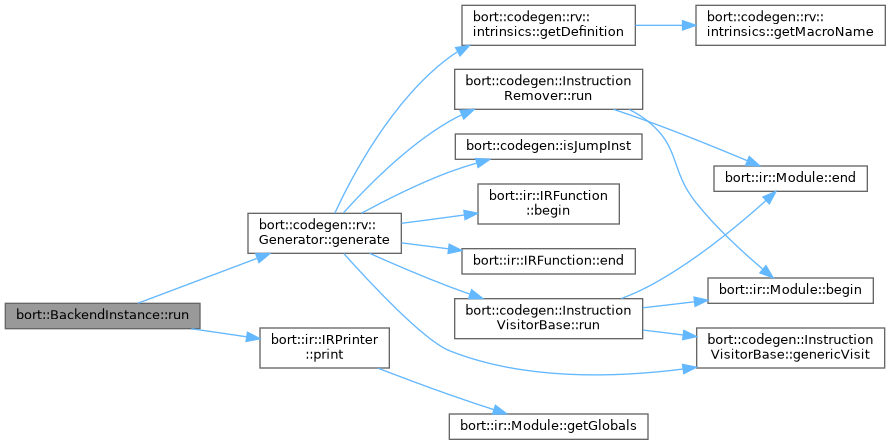 bort::BackendInstance::run
bort::codegen::rv::
Generator::generate
bort::ir::IRPrinter
::print
bort::codegen::rv::
intrinsics::getDefinition
bort::codegen::Instruction
Remover::run
bort::codegen::isJumpInst
bort::ir::IRFunction
::begin
bort::ir::IRFunction::end
bort::codegen::Instruction
VisitorBase::run
bort::ir::Module::getGlobals
bort::codegen::rv::
intrinsics::getMacroName
bort::ir::Module::end
bort::ir::Module::begin
bort::codegen::Instruction
VisitorBase::genericVisit